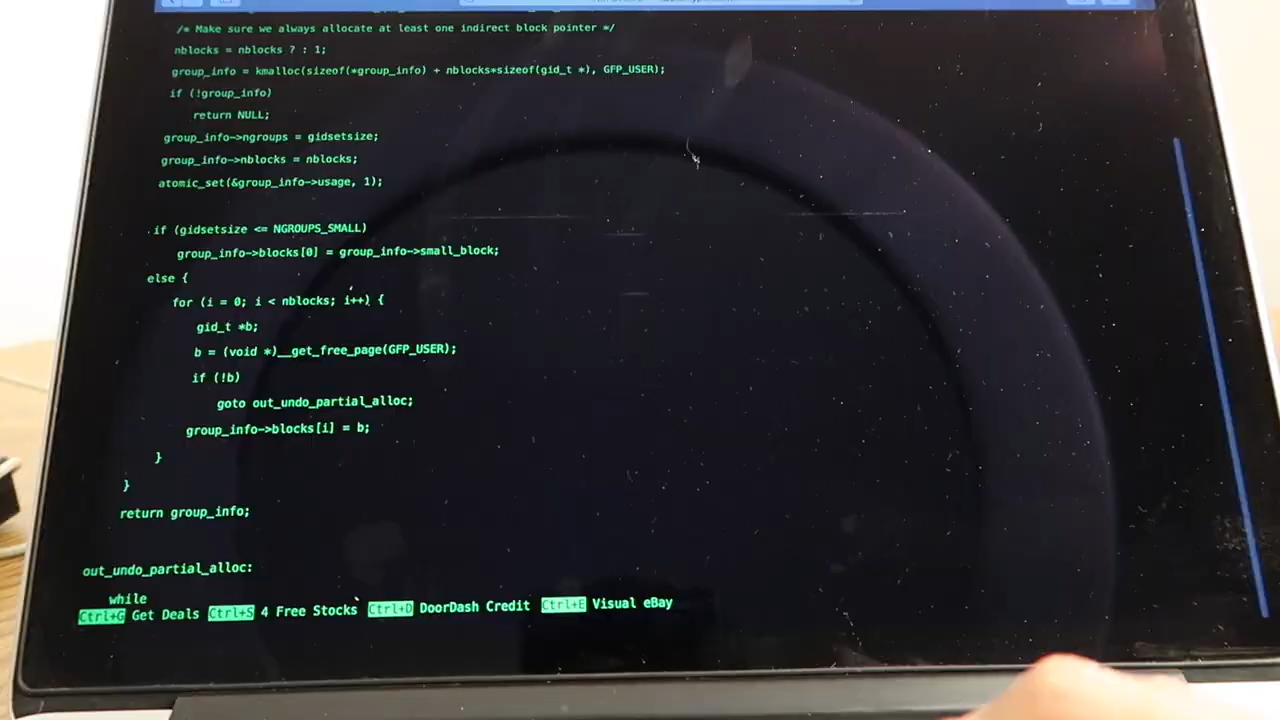 /* Make sure we always allocate at least one indirect block pointer */
nblocks = nblocks ? : 1;
group_info = kmalloc(sizeof(*group_info) + nblocks*sizeof(gid_t *), GFP_USER);
if (!group_info)
return NULL;
group_info->ngroups = gidsetsize;
group_info->nblocks = nblocks;
atomic_set(&group_info->usage, 1);
if (gidsetsize <= NGROUPS_SMALL)
group_info->blocks[0] = group_info->small_block;
else {
for (i = 0; i < nblocks; i++) {
gid_t *b;
b = (void *)__get_free_page(GFP_USER);
if (!b)
goto out_undo_partial_alloc;
group_info->blocks[i] = b;
}
}
return group_info;
out_undo_partial_alloc:
while
Ctrl+G Get Deals Ctrl+S 4 Free Stocks Ctrl+D DoorDash Credit Ctrl+E Visual eBay